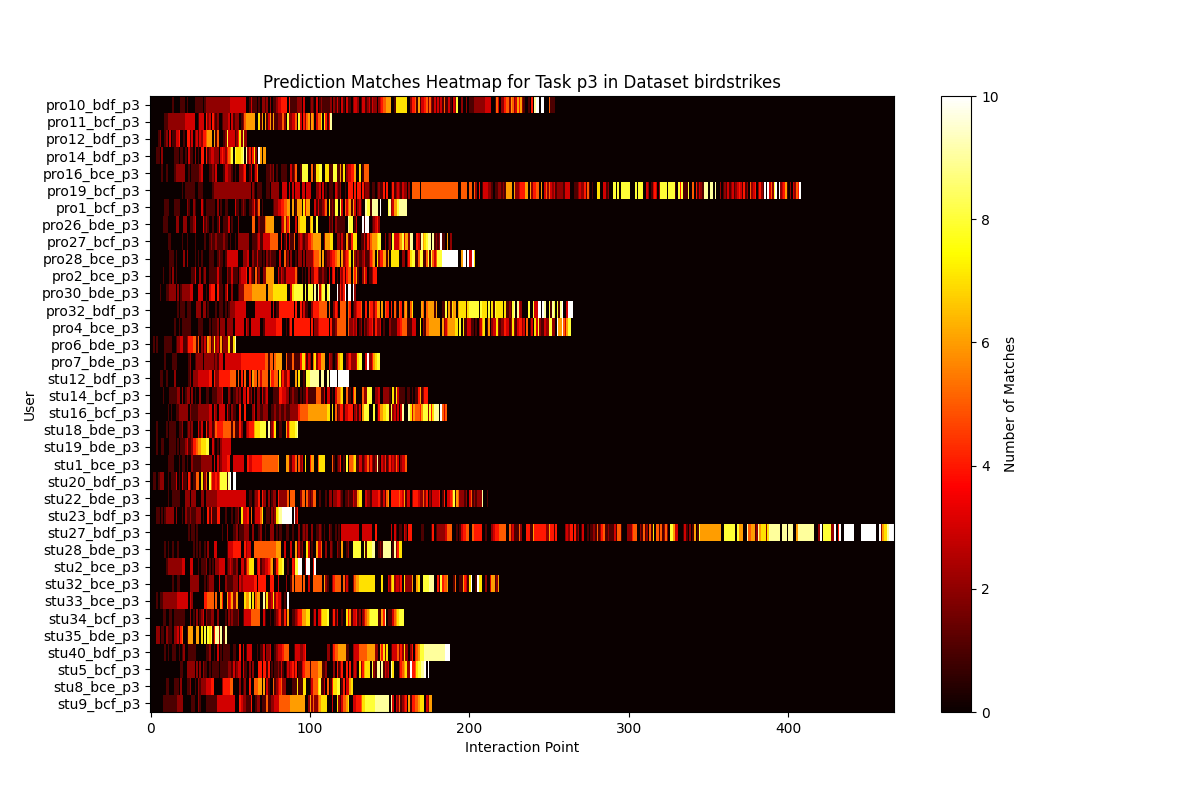 Prediction Matches Heatmap for Task p3 in Dataset birdstrikes
pro10_bdf_p3
pro11_bcf_p3
pro12_bdf_p3
pro14_bdf_p3
pro16_bce_p3
pro19_bcf_p3
pro1_bcf_p3
pro26_bde_p3
pro27_bcf_p3
pro28_bce_p3
pro2_bce_p3
pro30_bde_p3
pro32_bdf_p3
pro4_bce_p3
pro6_bde_p3
pro7_bde_p3
stu12_bdf_p3
stu14_bcf_p3
stu16_bcf_p3
stu18_bde_p3
stu19_bde_p3
stu1_bce_p3
stu20_bdf_p3
stu22_bde_p3
stu23_bdf_p3
stu27_bdf_p3
stu28_bde_p3
stu2_bce_p3
stu32_bce_p3
stu33_bce_p3
stu34_bcf_p3
stu35_bde_p3
stu40_bdf_p3
stu5_bcf_p3
stu8_bce_p3
stu9_bcf_p3
User
0 100 200 300 400
Interaction Point
10
8
6
4
2
0
Number of Matches